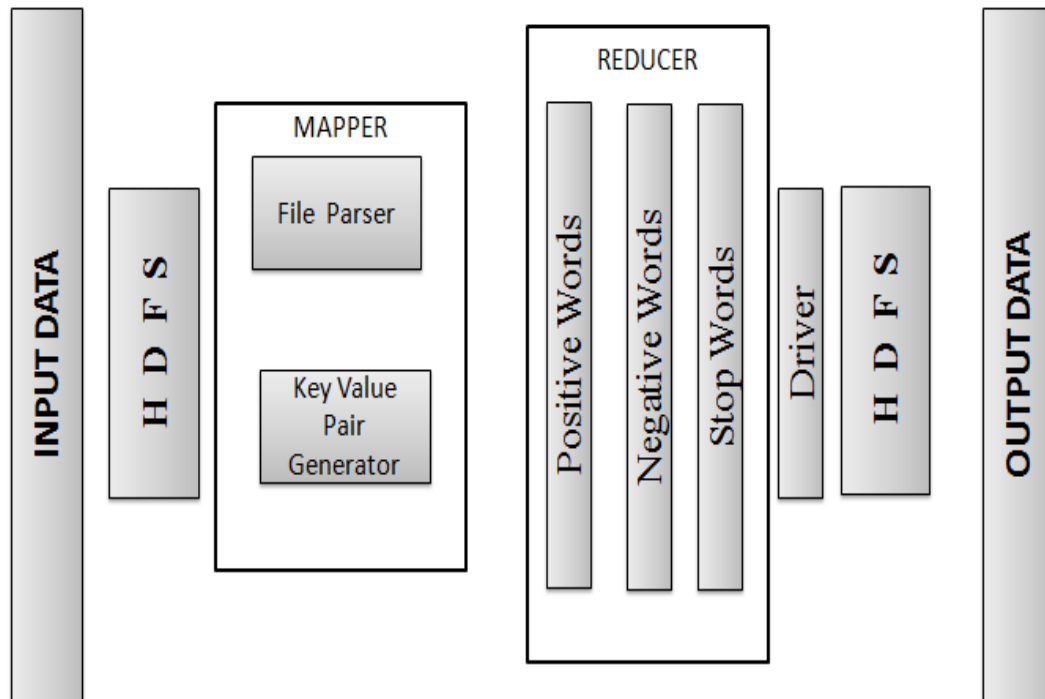 INPUT DATA
H D F S
MAPPER
File Parser
Key Value
Pair
Generator
REDUCER
Positive Words
Negative Words
Stop Words
Driver
H D F S
OUTPUT DATA